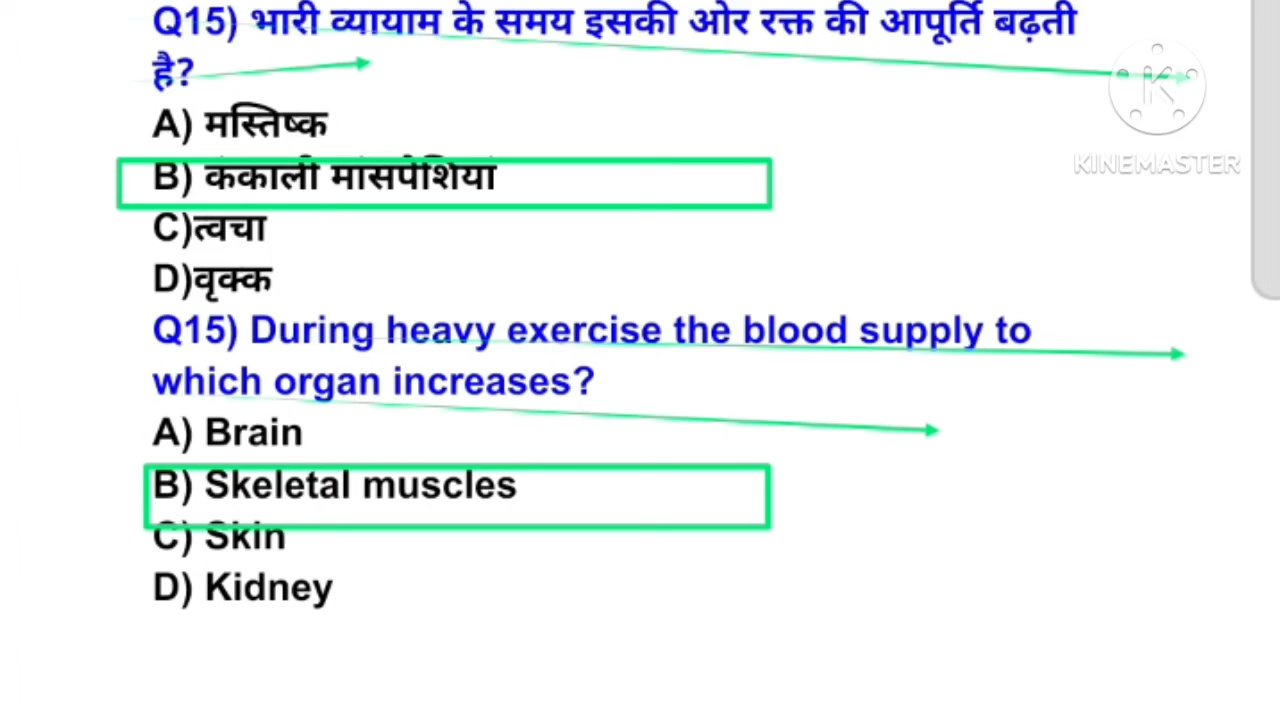 Q15) भारी व्यायाम के समय इसकी ओर रक्त की आपूर्ति बढ़ती
है?
A) मस्तिष्क
B) कंकाली मांसपेशियां
C)त्वचा
D)वृक्क
Q15) During heavy exercise the blood supply to
which organ increases?
A) Brain
B) Skeletal muscles
C) Skin
D) Kidney
K
KINEMASTER